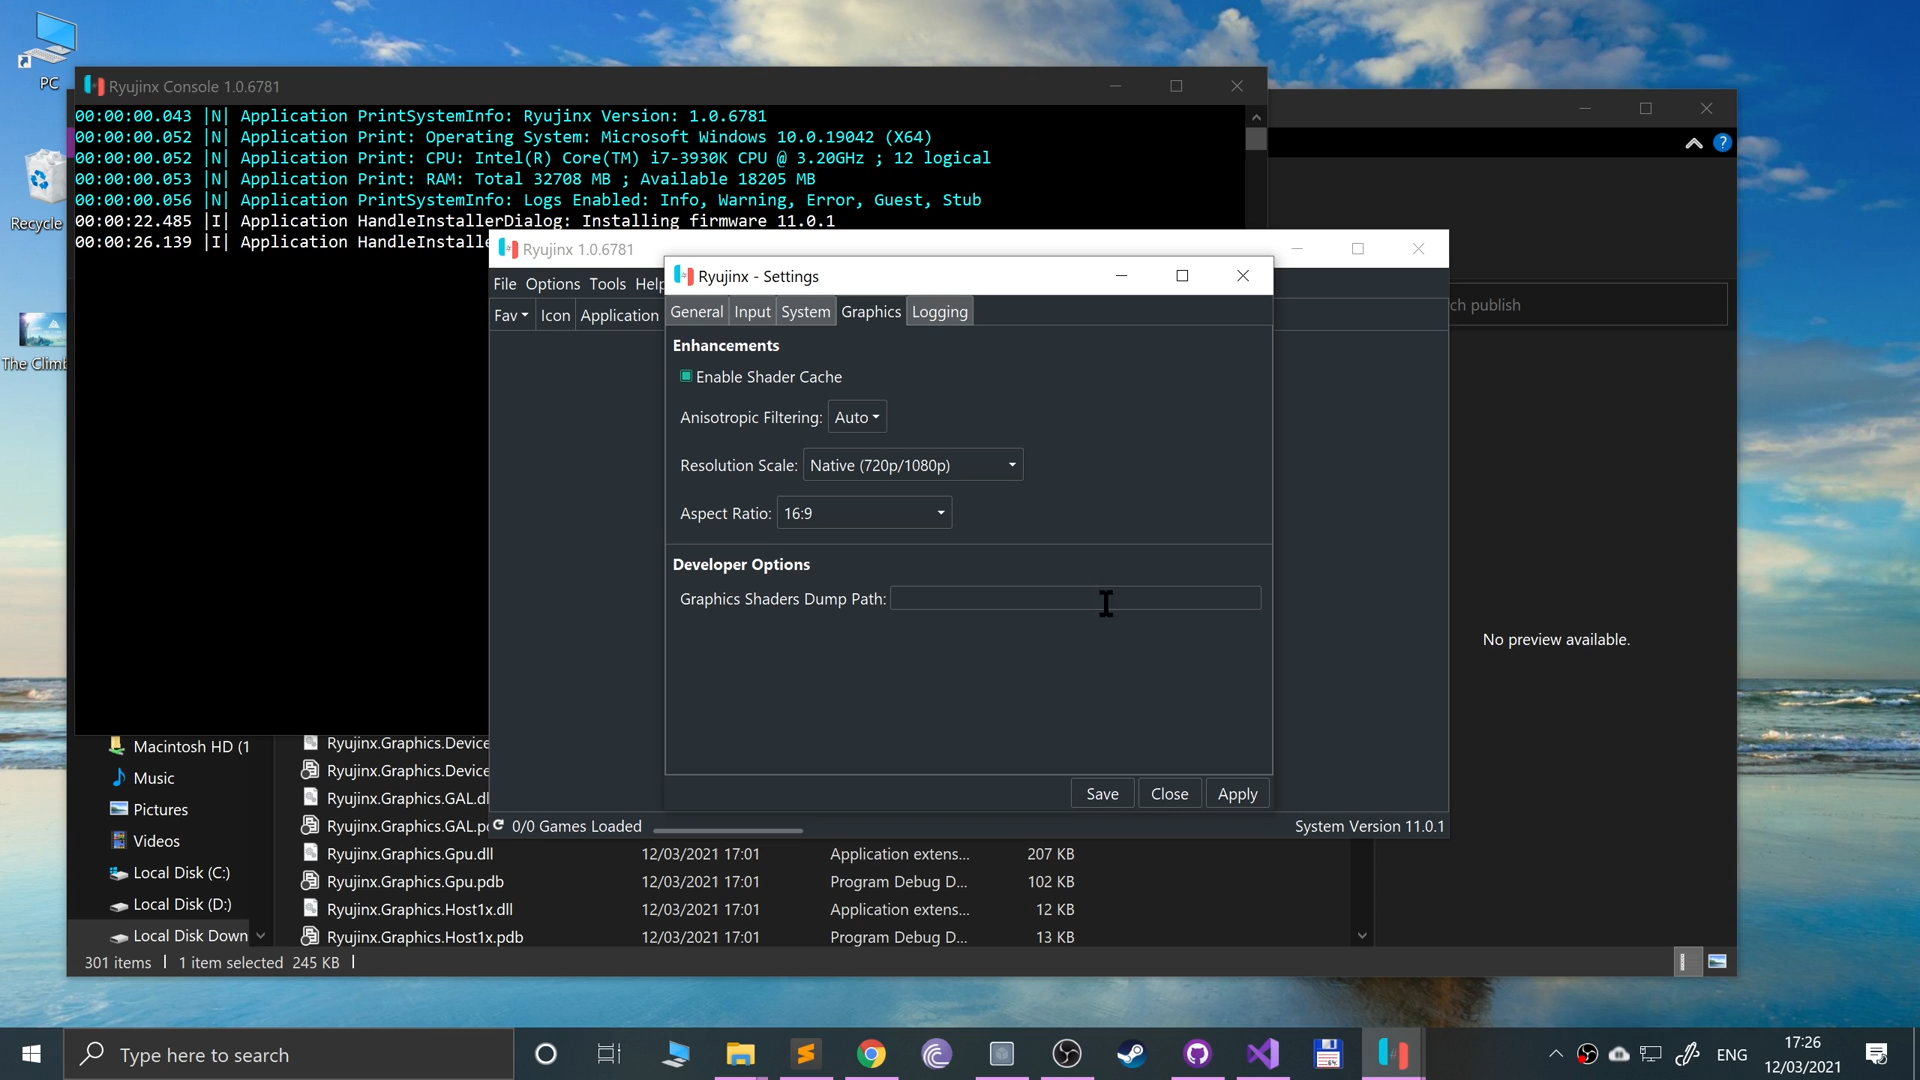 PC
Recycle
The Climb
Ryujinx Console 1.0.6781
00:00:00.043 |N| Application PrintSystemInfo: Ryujinx Version: 1.0.6781
00:00:00.052 |N| Application Print: Operating System: Microsoft Windows 10.0.19042 (X64)
00:00:00.052 |N| Application Print: CPU: Intel(R) Core(TM) i7-3930K CPU @ 3.20GHz ; 12 logical
00:00:00.053 |N| Application Print: RAM: Total 32708 MB ; Available 18205 MB
00:00:00.056 |N| Application PrintSystemInfo: Logs Enabled: Info, Warning, Error, Guest, Stub
00:00:22.485 |I| Application HandleInstallerDialog: Installing firmware 11.0.1
00:00:26.139 |I| Application HandleInstalle
Ryujinx 1.0.6781
File Options Tools Help
Fav Icon Application
Ryujinx - Settings
General Input System Graphics Logging
Enhancements
Enable Shader Cache
Anisotropic Filtering: Auto
Resolution Scale: Native (720p/1080p)
Aspect Ratio: 16:9
Developer Options
Graphics Shaders Dump Path:
Save Close Apply
0/0 Games Loaded
System Version 11.0.1
ch publish
No preview available.
Macintosh HD (1
Music
Pictures
Videos
Local Disk (C:)
Local Disk (D:)
Local Disk Down
Ryujinx.Graphics.Device
Ryujinx.Graphics.Device
Ryujinx.Graphics.GAL.dl
Ryujinx.Graphics.GAL.p
Ryujinx.Graphics.Gpu.dll 12/03/2021 17:01 Application extens... 207 KB
Ryujinx.Graphics.Gpu.pdb 12/03/2021 17:01 Program Debug D... 102 KB
Ryujinx.Graphics.Host1x.dll 12/03/2021 17:01 Application extens... 12 KB
Ryujinx.Graphics.Host1x.pdb 12/03/2021 17:01 Program Debug D... 13 KB
301 items 1 item selected 245 KB
Type here to search
ENG
17:26
12/03/2021